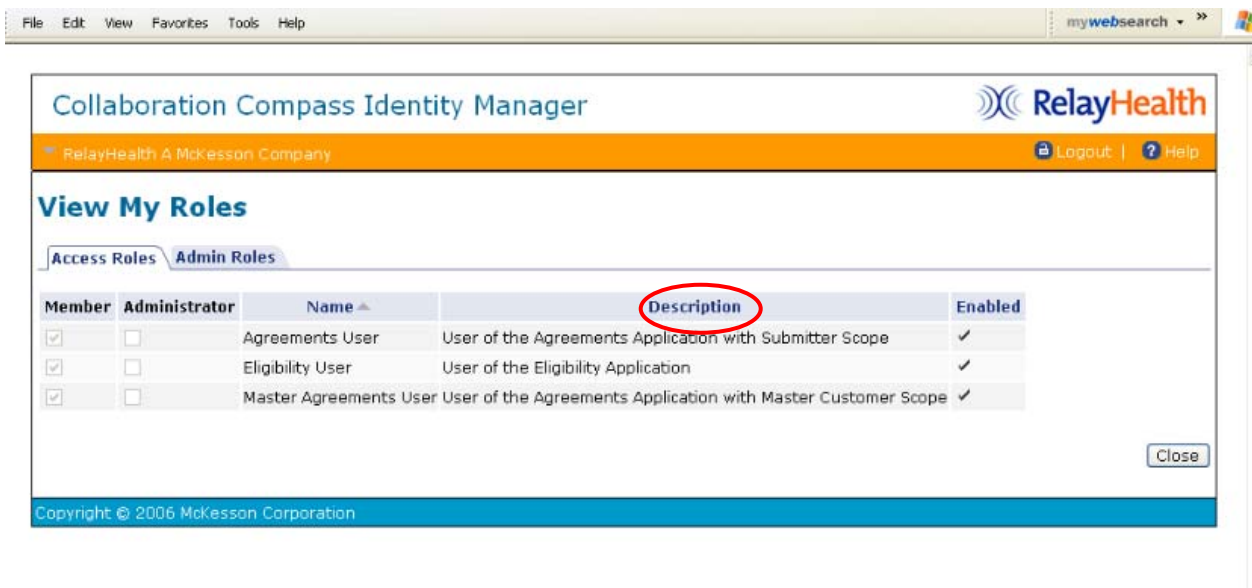 File Edit View Favorites Tools Help
mywebsearch »
Collaboration Compass Identity Manager
RelayHealth
RelayHealth A McKesson Company
Logout | ? Help
View My Roles
Access Roles Admin Roles
Member Administrator Name Description Enabled
Agreements User User of the Agreements Application with Submitter Scope
Eligibility User User of the Eligibility Application
Master Agreements User User of the Agreements Application with Master Customer Scope
Close
Copyright © 2006 McKesson Corporation